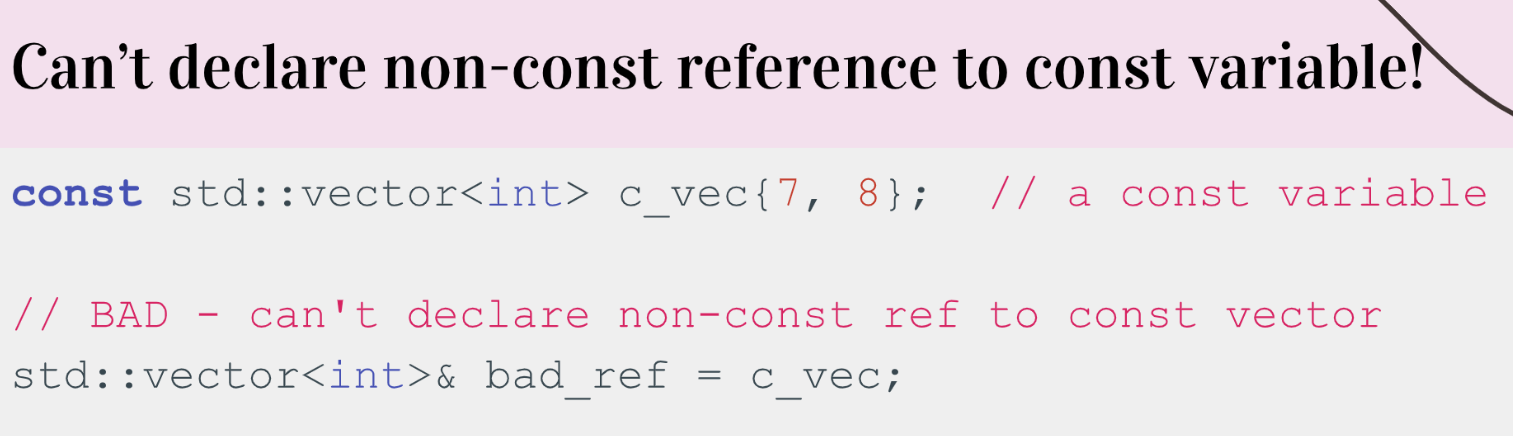 Can’t declare non-const reference to const variable!
const std::vector<int> c_vec{7, 8};  // a const variable
// BAD - can't declare non-const ref to const vector
std::vector<int>& bad_ref = c_vec;